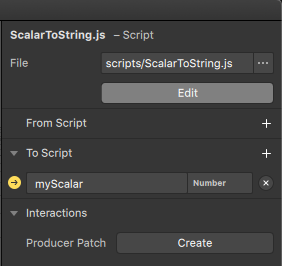 ScalarToString.js – Script
File scripts/ScalarToString.js ...
Edit
From Script +
To Script +
myScalar Number
Interactions
Producer Patch Create